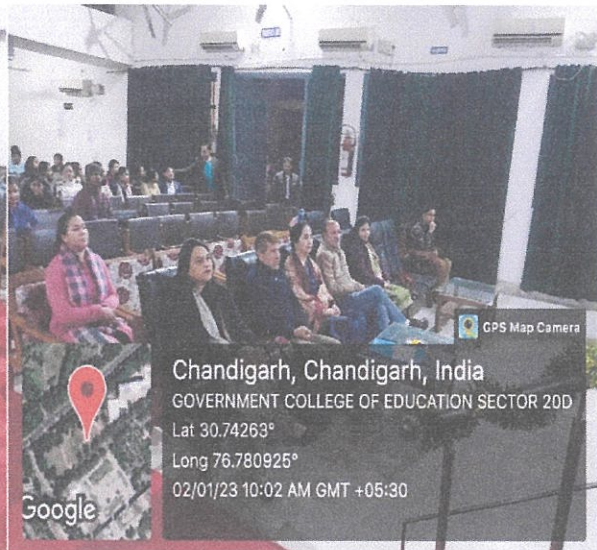 GPS Map Camera
Chandigarh, Chandigarh, India
GOVERNMENT COLLEGE OF EDUCATION SECTOR 20D
Lat 30.74263°
Long 76.780925°
02/01/23 10:02 AM GMT +05:30
Google